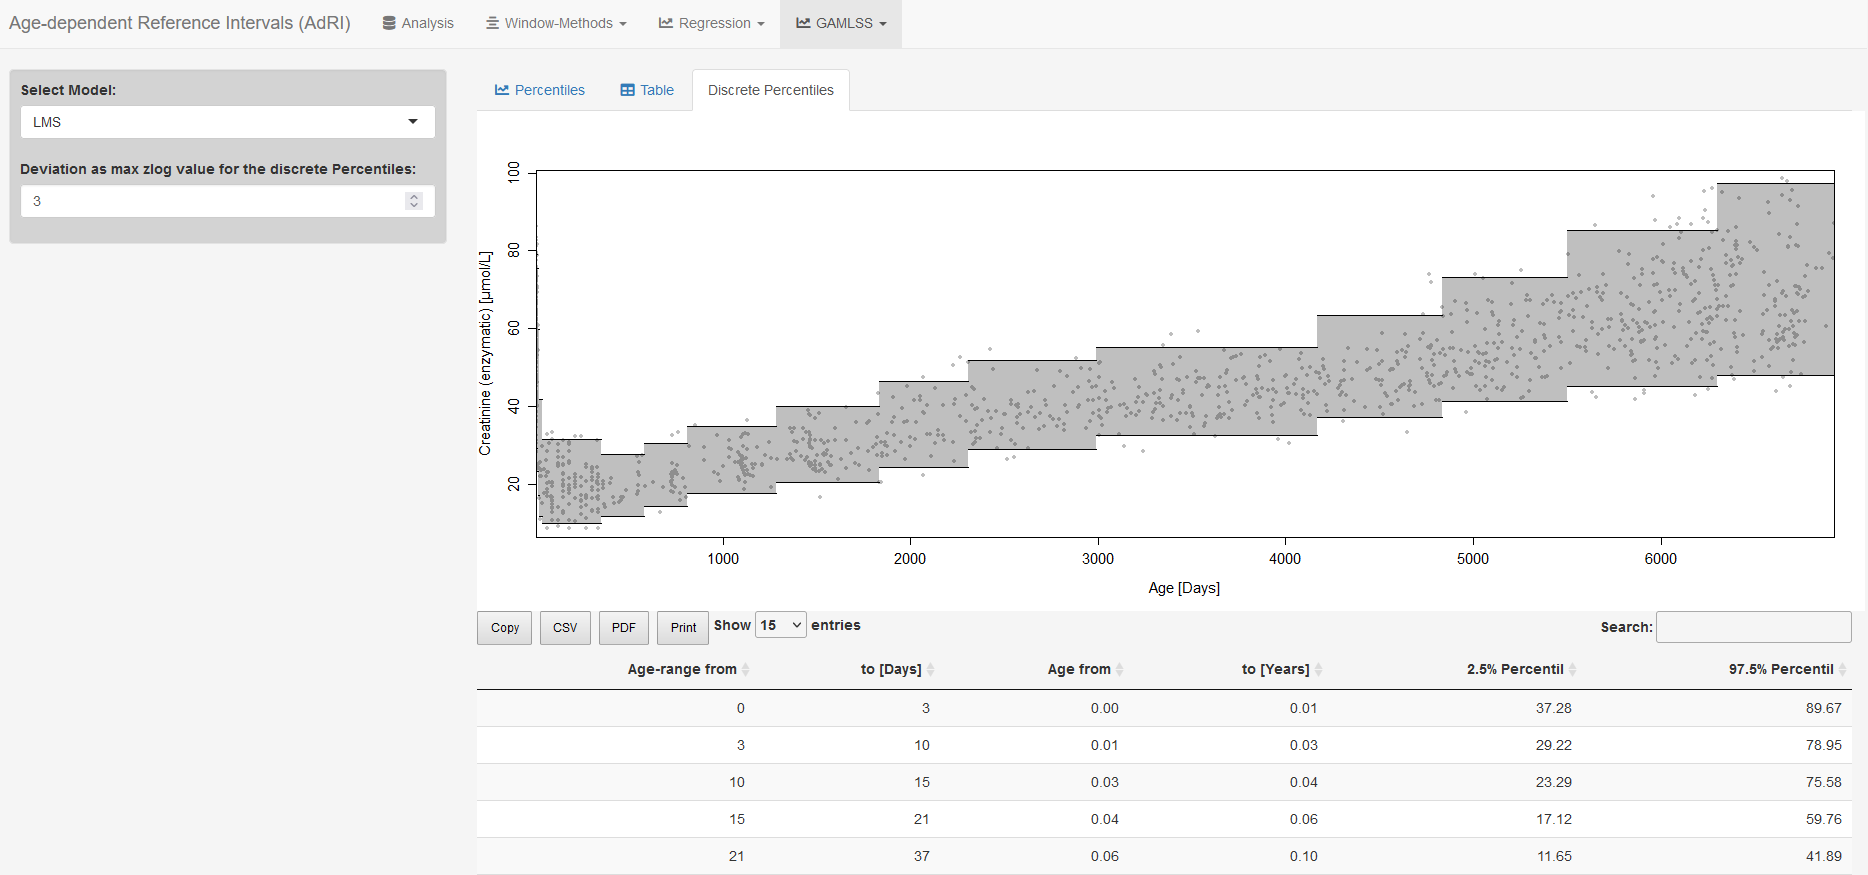 Age-dependent Reference Intervals (AdRI) Analysis Window-Methods Regression GAMLSS
Select Model:
LMS
Deviation as max zlog value for the discrete Percentiles:
3
Percentiles Table Discrete Percentiles
Creatinine (enzymatic) [µmol/L]
100
80
60
40
20
1000 2000 3000 4000 5000 6000
Age [Days]
Copy CSV PDF Print Show 15 entries Search:
Age-range from to [Days] Age from to [Years] 2.5% Percentil 97.5% Percentil
0 3 0.00 0.01 37.28 89.67
3 10 0.01 0.03 29.22 78.95
10 15 0.03 0.04 23.29 75.58
15 21 0.04 0.06 17.12 59.76
21 37 0.06 0.10 11.65 41.89